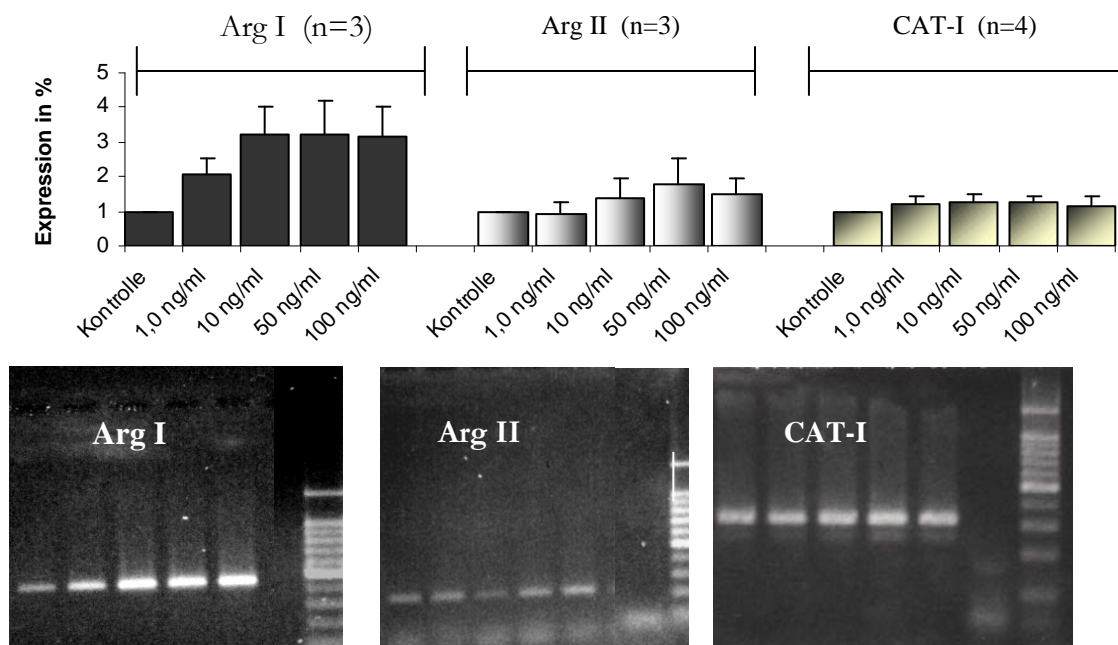 Arg I (n=3)
Arg II (n=3)
CAT-I (n=4)
Expression in %
5
4
3
2
1
0
Kontrolle
1,0 ng/ml
10 ng/ml
50 ng/ml
100 ng/ml
Kontrolle
1,0 ng/ml
10 ng/ml
50 ng/ml
100 ng/ml
Kontrolle
1,0 ng/ml
10 ng/ml
50 ng/ml
100 ng/ml
Arg I
Arg II
CAT-I